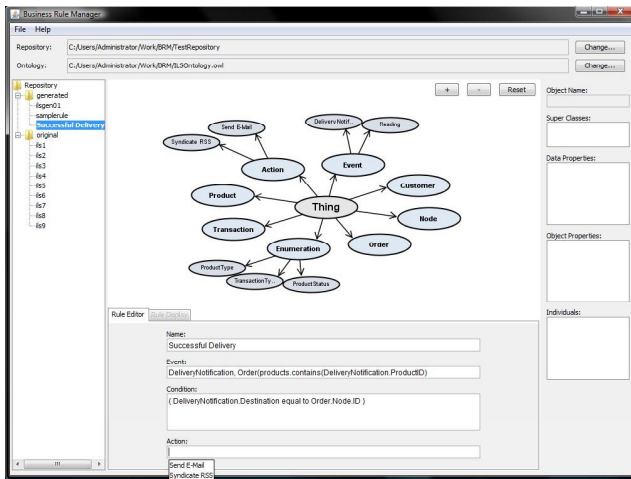 Business Rule Manager
File Help
Repository: C:/Users/Administrator/Work/BRM/TestRepository Change...
Ontology: C:/Users/Administrator/Work/BRM/ILSOntology.owl Change...
Repository
generated
ilsgen01
samplerule
Successful Delivery
original
ils1
ils2
ils3
ils4
ils5
ils6
ils7
ils8
ils9
+ - Reset
Send E-Mail
Syndicate RSS
DeliveryNotif...
Reading
Action
Event
Customer
Product
Thing
Node
Transaction
Order
Enumeration
ProductType
TransactionTy...
ProductStatus
Object Name:
Super Classes:
Data Properties:
Object Properties:
Individuals:
Rule Editor Rule Display
Name:
Successful Delivery
Event:
DeliveryNotification, Order(products.contains(DeliveryNotification.ProductID)
Condition:
( DeliveryNotification.Destination equal to Order.Node.ID )
Action:
Send E-Mail
Syndicate RSS